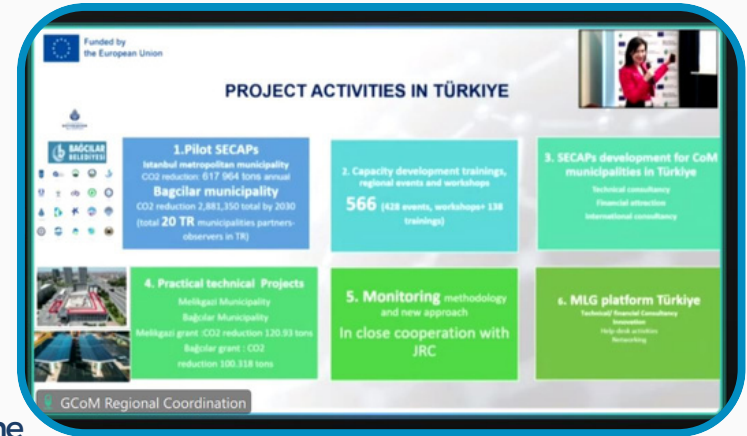 Funded by
the European Union
PROJECT ACTIVITIES IN TÜRKIYE
BAĞCILAR
BELEDİYESİ
1.Pilot SECAPs
Istanbul metropolitan municipality
CO2 reduction: 617 964 tons annual
Bagcilar municipality
CO2 reduction 2,881,350 total by 2030
(total 20 TR municipalities partners-
observers in TR)
2. Capacity development trainings,
regional events and workshops
566 (428 events, workshops+ 138
trainings)
3. SECAPs development for CoM
municipalities in Türkiye
Technical consultancy
Financial attraction
International consultancy
4. Practical technical Projects
Melikgazi Municipality
Bağcılar Municipality
Melikgazi grant :CO2 reduction 120.93 tons
Bağcılar grant : CO2
reduction 100.318 tons
5. Monitoring methodology
and new approach
In close cooperation with
JRC
6. MLG platform Türkiye
Technical/ financial Consultancy
Innovation
Help-desk activities
Networking
GCoM Regional Coordination